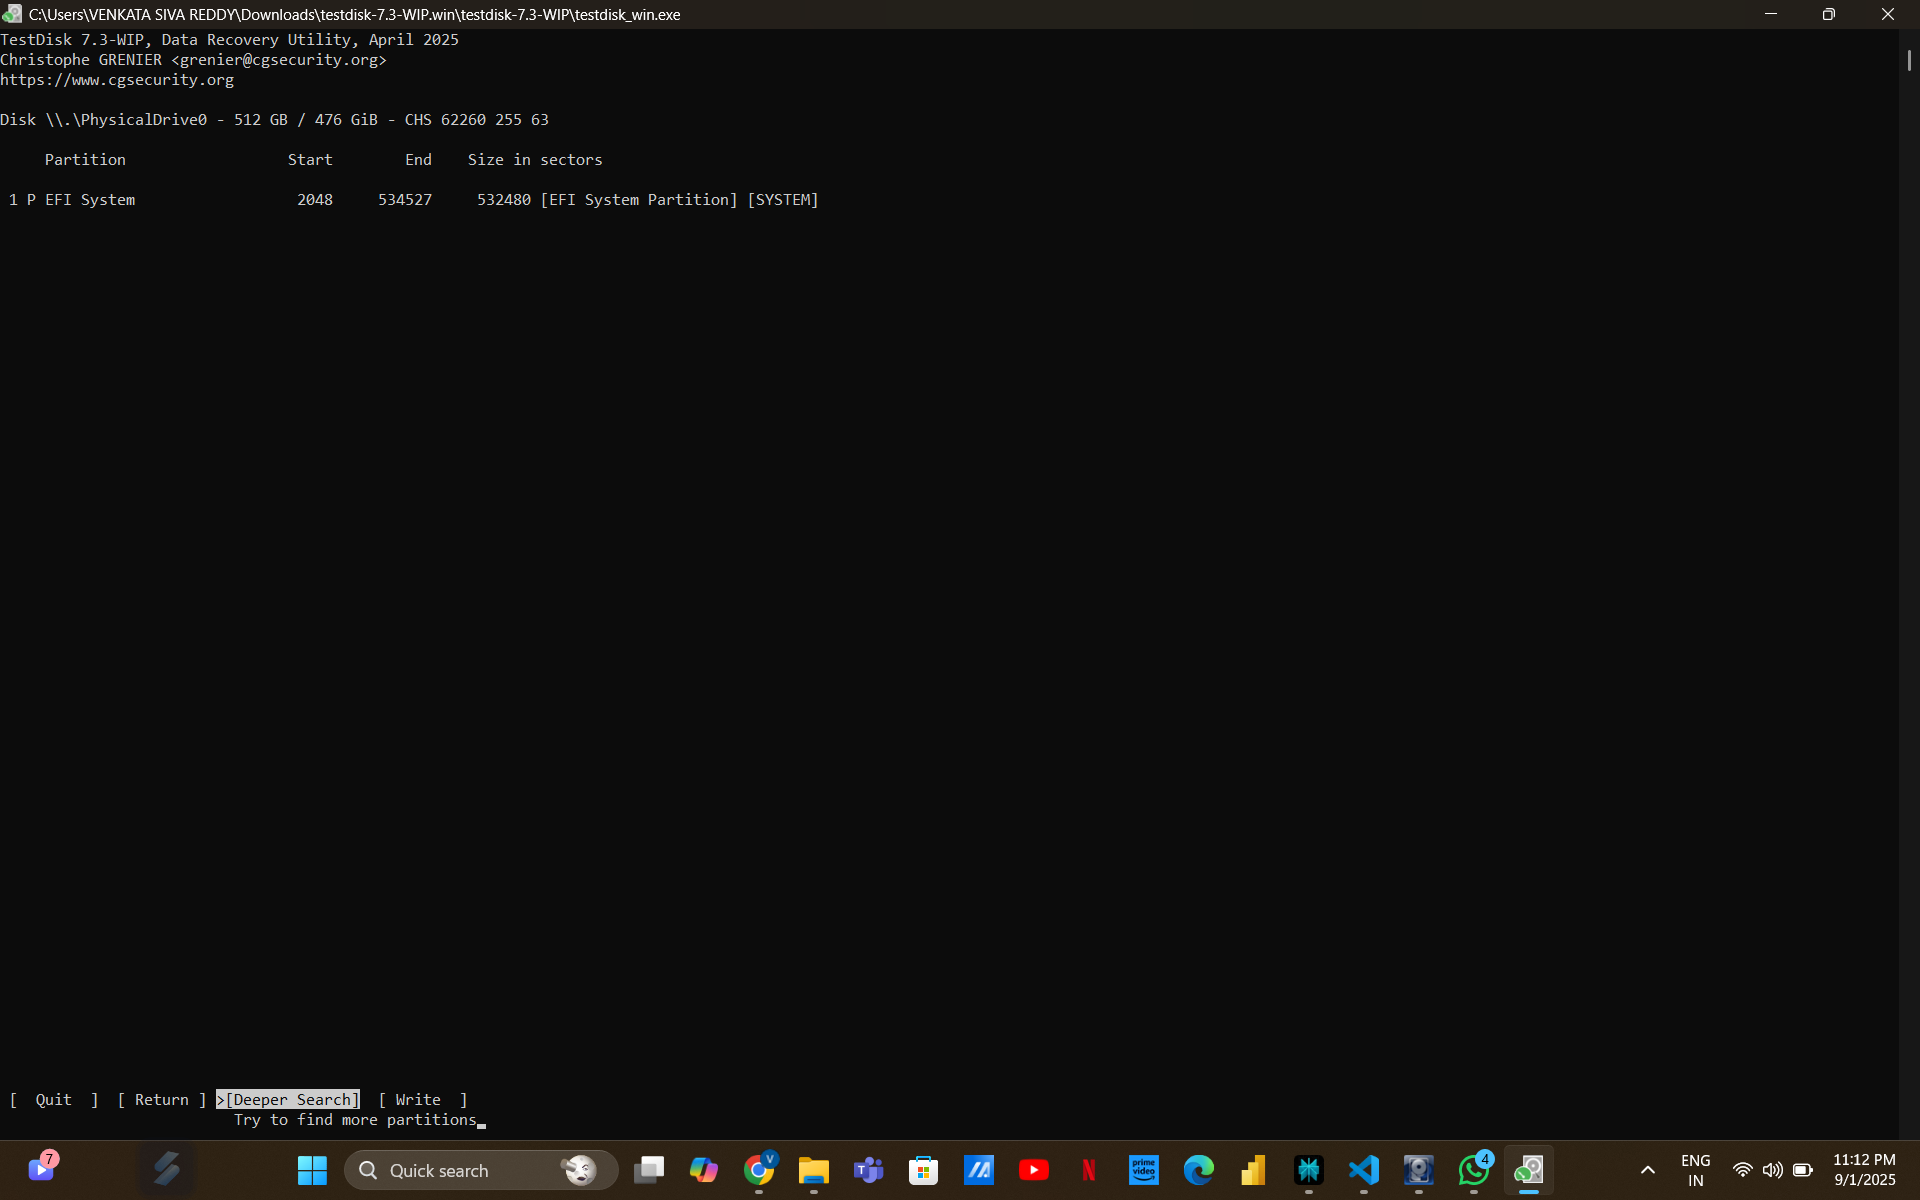 C:\Users\VENKATA SIVA REDDY\Downloads\testdisk-7.3-WIP.win\testdisk-7.3-WIP\testdisk_win.exe
TestDisk 7.3-WIP, Data Recovery Utility, April 2025
Christophe GRENIER <grenier@cgsecurity.org>
https://www.cgsecurity.org
Disk \\.\PhysicalDrive0 - 512 GB / 476 GiB - CHS 62260 255 63
Partition Start End Size in sectors
1 P EFI System 2048 534527 532480 [EFI System Partition] [SYSTEM]
[ Quit ] [ Return ] >[Deeper Search] [ Write ]
Try to find more partitions_
7
Quick search
V
T
prime video
N
4
ENG
IN
11:12 PM
9/1/2025